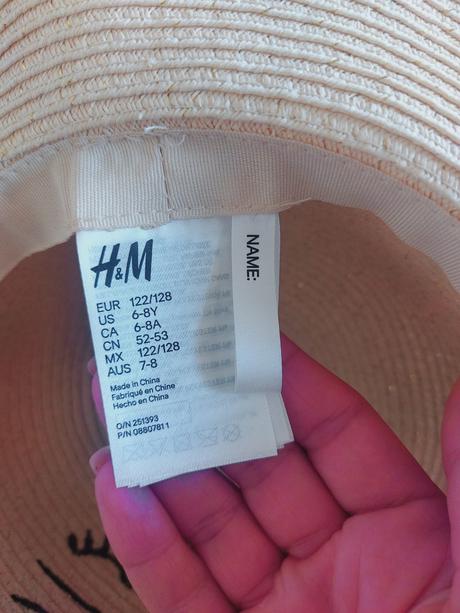 H&M
NAME:
EUR 122/128
US 6-8Y
CA 6-8A
CN 52-53
MX 122/128
AUS 7-8
Made in China
Fabriqué en Chine
Hecho en China
O/N 251393
P/N 08807811